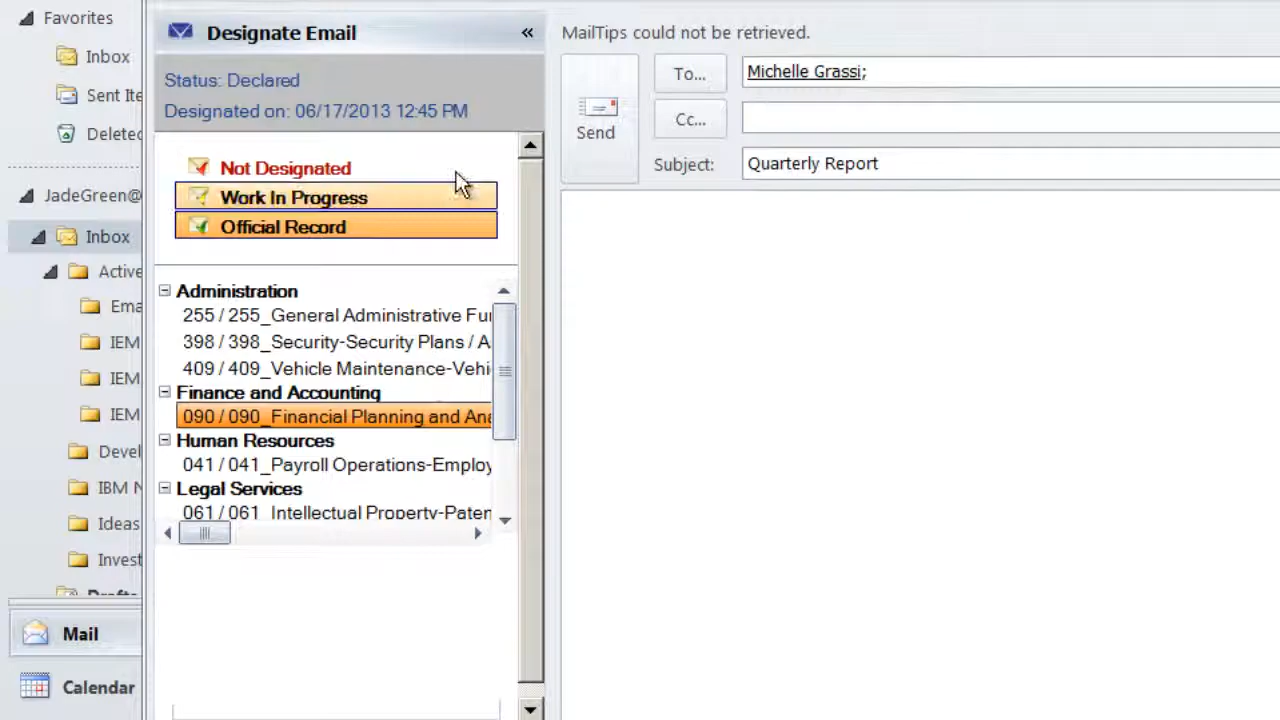 Favorites
Inbox
Sent Ite
Deleted
JadeGreen@
Inbox
Active
Ema
IEM
IEM
IEM
Devel
IBM N
Ideas
Invest
Drafts
Mail
Calendar
Designate Email
«
Status: Declared
Designated on: 06/17/2013 12:45 PM
Not Designated
Work In Progress
Official Record
Administration
255 / 255_General Administrative Fu
398 / 398_Security-Security Plans / A
409 / 409_Vehicle Maintenance-Vehi
Finance and Accounting
090 / 090_Financial Planning and Ana
Human Resources
041 / 041_Payroll Operations-Employ
Legal Services
061 / 061_Intellectual Property-Paten
MailTips could not be retrieved.
Send
To...
Michelle Grassi;
Cc...
Subject:
Quarterly Report